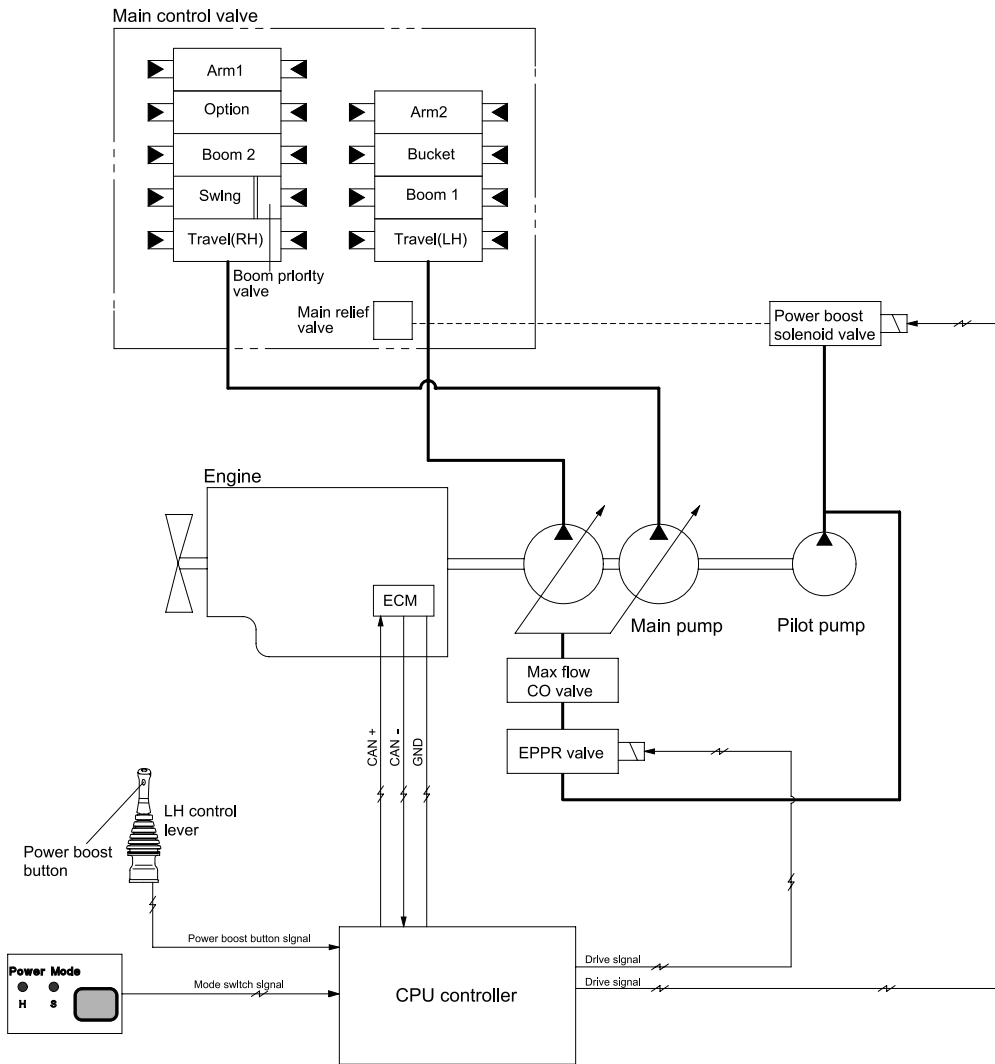 Main control valve
Arm1
Option
Boom 2
Swing
Travel(RH)
Boom priority
valve
Arm2
Bucket
Boom 1
Travel(LH)
Main relief
valve
Power boost
solenoid valve
Engine
ECM
Main pump
Pilot pump
Max flow
CO valve
EPPR valve
CAN +
CAN -
GND
LH control
lever
Power boost
button
Power boost button signal
Power Mode
H S
Mode switch signal
CPU controller
Drive signal
Drive signal